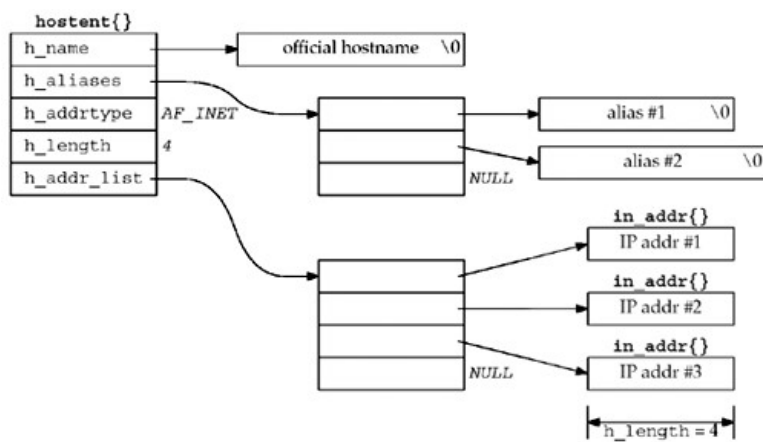 hostent{}
h_name
official hostname \0
h_aliases
h_addrtype AF_INET
alias #1 \0
h_length 4
alias #2 \0
h_addr_list
NULL
in_addr{}
IP addr #1
in_addr{}
IP addr #2
in_addr{}
IP addr #3
NULL
h_length = 4